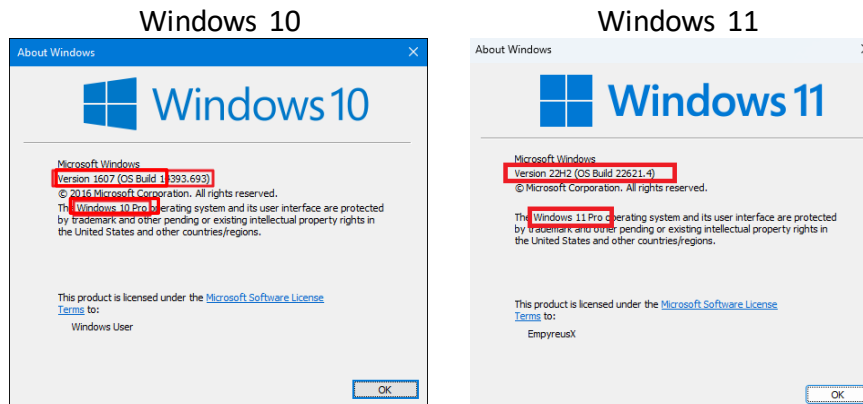 Windows 10
About Windows
Windows 10
Microsoft Windows
Version 1607 (OS Build 14393.693)
© 2016 Microsoft Corporation. All rights reserved.
The Windows 10 Pro operating system and its user interface are protected
by trademark and other pending or existing intellectual property rights in
the United States and other countries/regions.
This product is licensed under the Microsoft Software License
Terms to:
Windows User
OK
Windows 11
About Windows
Windows 11
Microsoft Windows
Version 22H2 (OS Build 22621.4)
© Microsoft Corporation. All rights reserved.
The Windows 11 Pro operating system and its user interface are protected
by trademark and other pending or existing intellectual property rights in
the United States and other countries/regions.
This product is licensed under the Microsoft Software License
Terms to:
EmpyreusX
OK